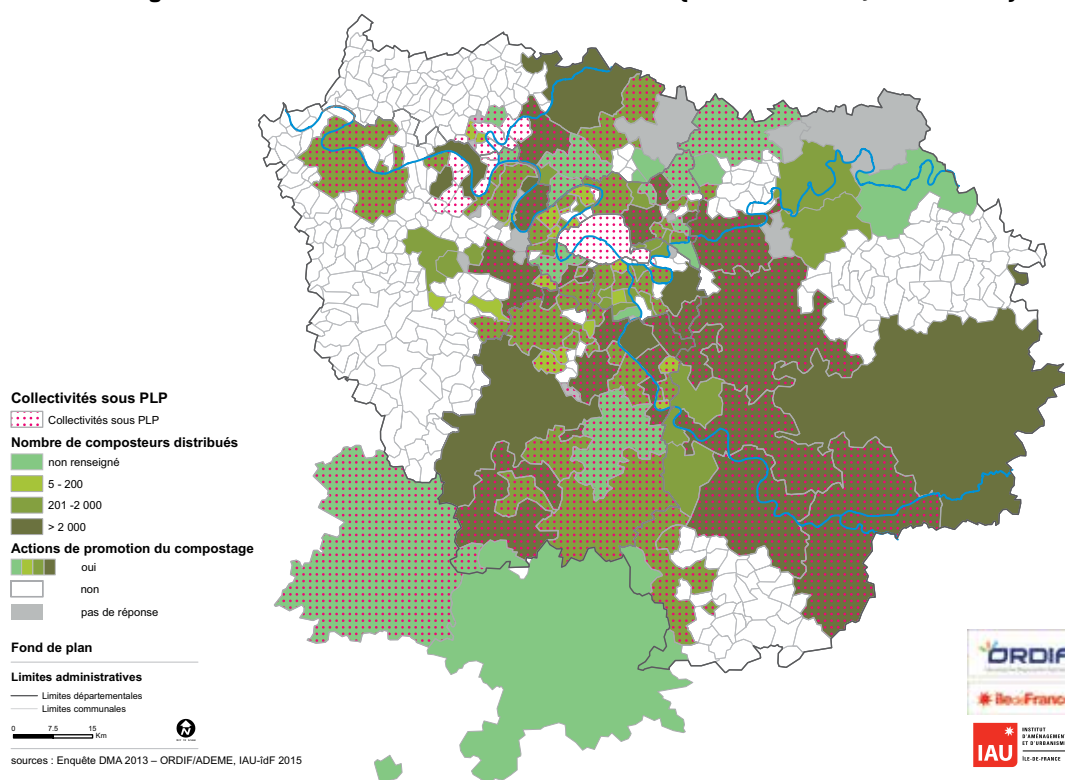 Collectivités sous PLP
Collectivités sous PLP
Nombre de composteurs distribués
non renseigné
5 - 200
201 -2 000
> 2 000
Actions de promotion du compostage
oui
non
pas de réponse
Fond de plan
Limites administratives
Limites départementales
Limites communales
0 7.5 15
Km
N
sources : Enquête DMA 2013 – ORDIF/ADEME, IAU-îdF 2015
ORDIF
île de France
IAU
INSTITUT
D'AMÉNAGEMENT
ET D'URBANISME
ÎLE-DE-FRANCE